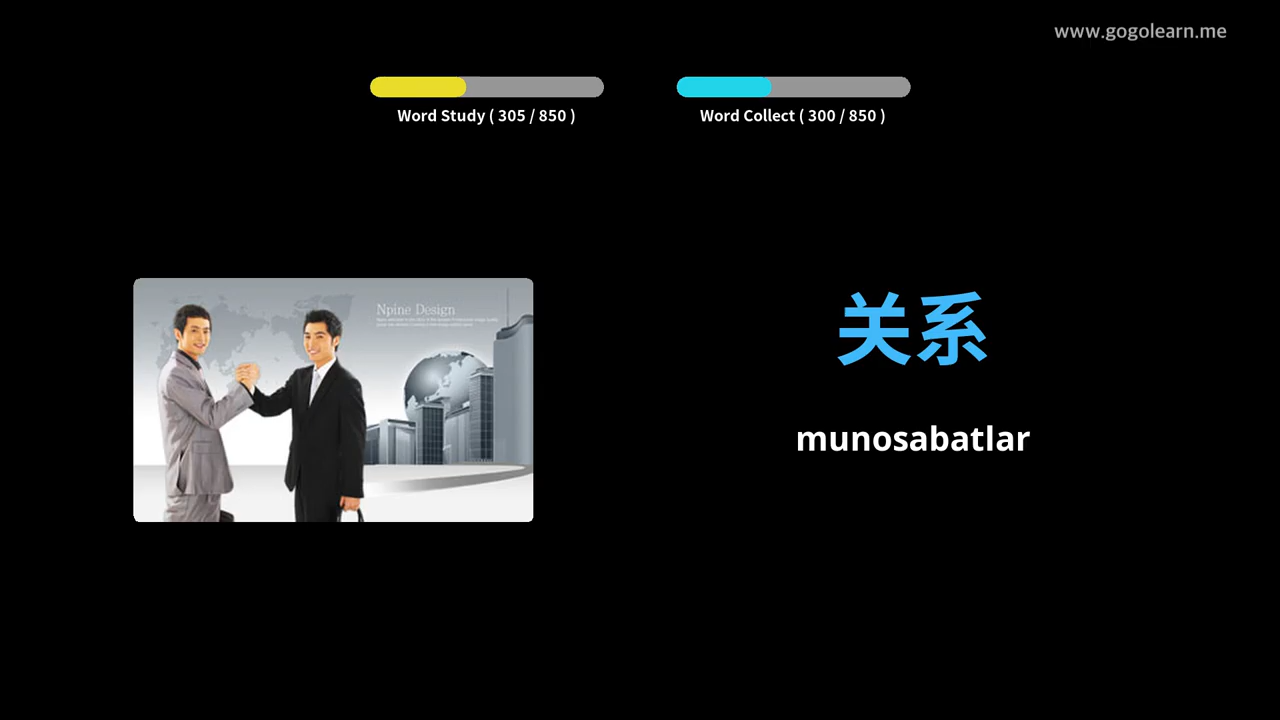 www.gogolearn.me
Word Study ( 305 / 850 )
Word Collect ( 300 / 850 )
Npine Design
关系
munosabatlar